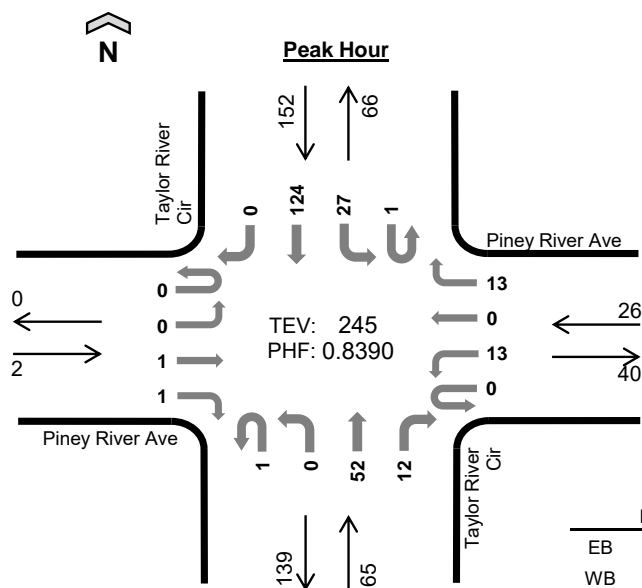 N
Peak Hour
152
66
Taylor River
Cir
0
124
27
1
Piney River Ave
0
2
0
0
1
1
TEV: 245
PHF: 0.8390
13
0
13
0
26
40
Piney River Ave
1
0
52
12
Taylor River
Cir
139
65
EB
WB